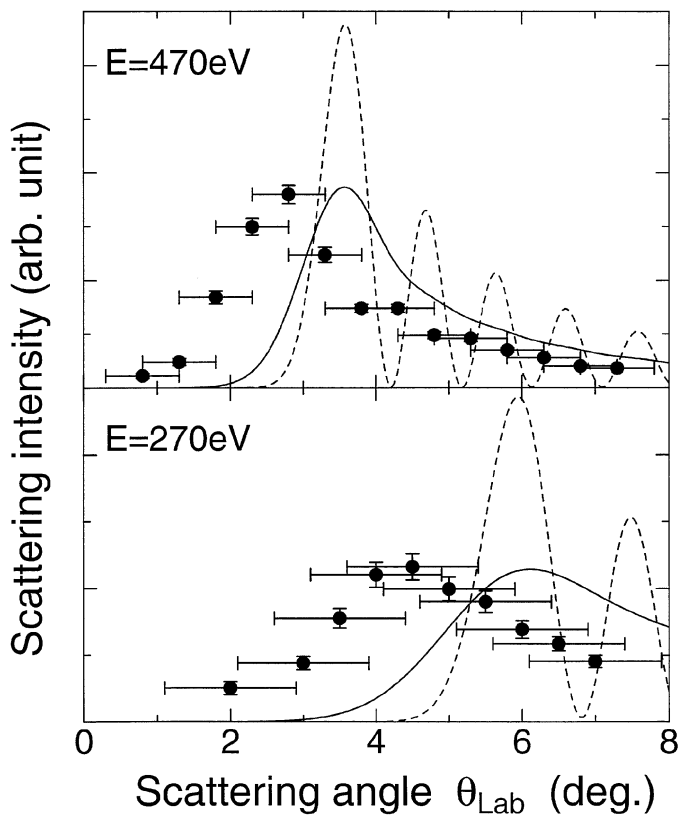 E=470eV
E=270eV
Scattering intensity (arb. unit)
0 2 4 6 8
Scattering angle θLab (deg.)